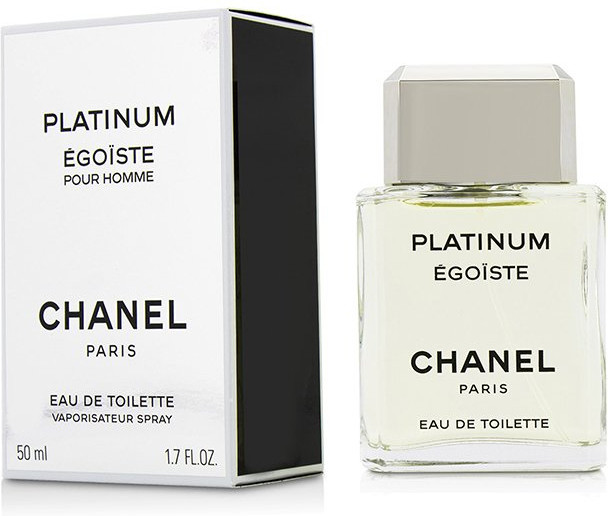 PLATINUM
ÉGOÏSTE
POUR HOMME
CHANEL
PARIS
EAU DE TOILETTE
VAPORISATEUR SPRAY
50 ml 1.7 FL.OZ.
PLATINUM
ÉGOÏSTE
CHANEL
PARIS
EAU DE TOILETTE